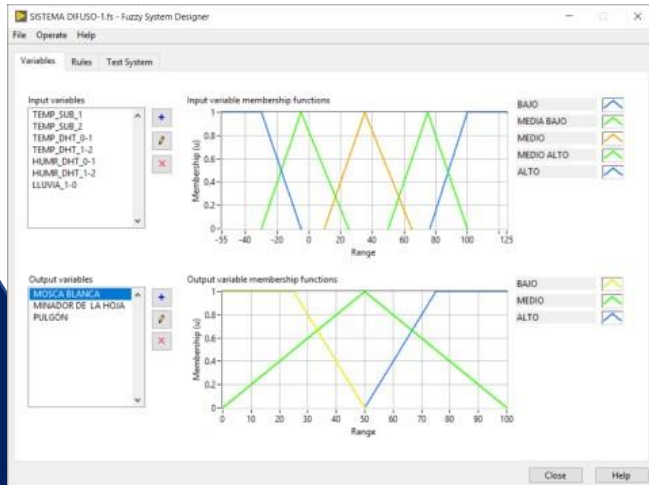 SISTEMA DIFUSO-1.fs - Fuzzy System Designer
File Operate Help
Variables Rules Test System
Input variables
TEMP_SUB_1
TEMP_SUB_2
TEMP_DHT_0-1
TEMP_DHT_1-2
HUMR_DHT_0-1
HUMR_DHT_1-2
LLUVIA_1-0
Input variable membership functions
Membership (u)
1
0.8
0.6
0.4
0.2
0
-55 -40 -20 0 20 40 60 80 100 125
Range
BAJO
MEDIA BAJO
MEDIO
MEDIO ALTO
ALTO
Output variables
MOSCA BLANCA
MINADOR DE LA HOJA
PULGÓN
Output variable membership functions
Membership (u)
1
0.8
0.6
0.4
0.2
0
0 10 20 30 40 50 60 70 80 90 100
Range
BAJO
MEDIO
ALTO
Close Help